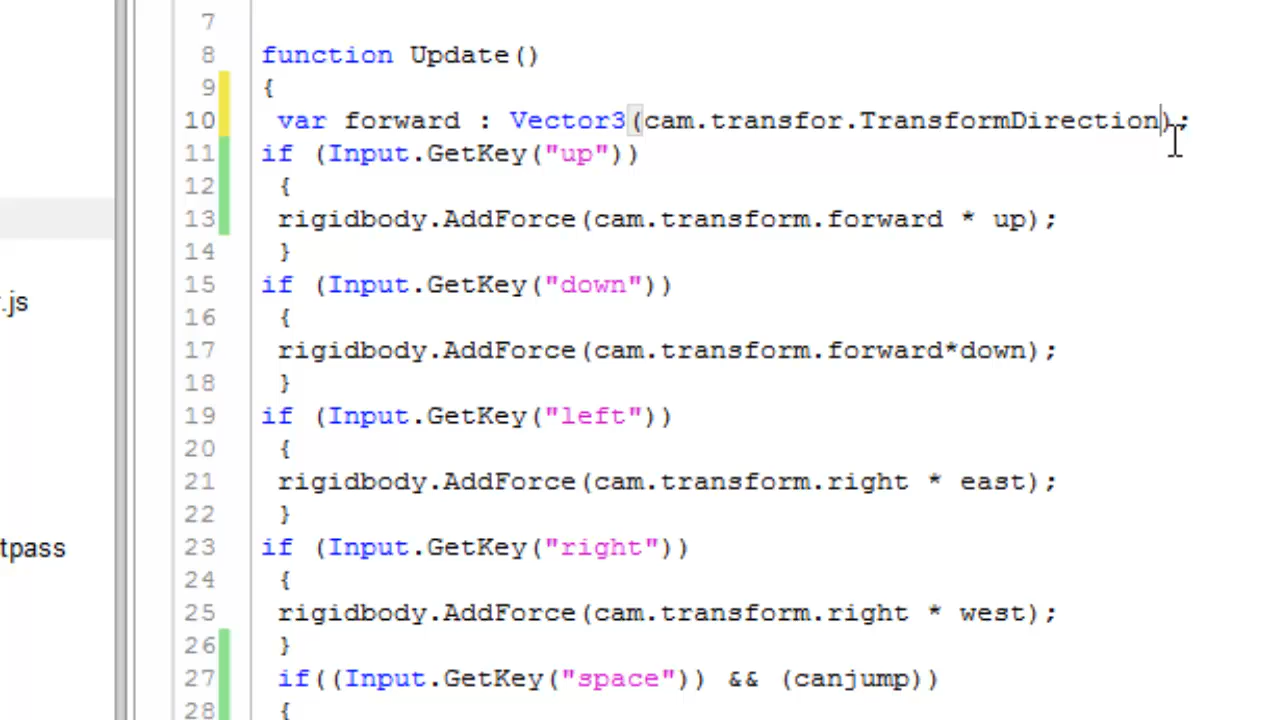 7
8 function Update()
9 {
10 var forward : Vector3(cam.transfor.TransformDirection);
11 if (Input.GetKey("up"))
12 {
13 rigidbody.AddForce(cam.transform.forward * up);
14 }
15 if (Input.GetKey("down"))
16 {
17 rigidbody.AddForce(cam.transform.forward*down);
18 }
19 if (Input.GetKey("left"))
20 {
21 rigidbody.AddForce(cam.transform.right * east);
22 }
23 if (Input.GetKey("right"))
24 {
25 rigidbody.AddForce(cam.transform.right * west);
26 }
27 if((Input.GetKey("space")) && (canjump))
28 {
.js
tpass